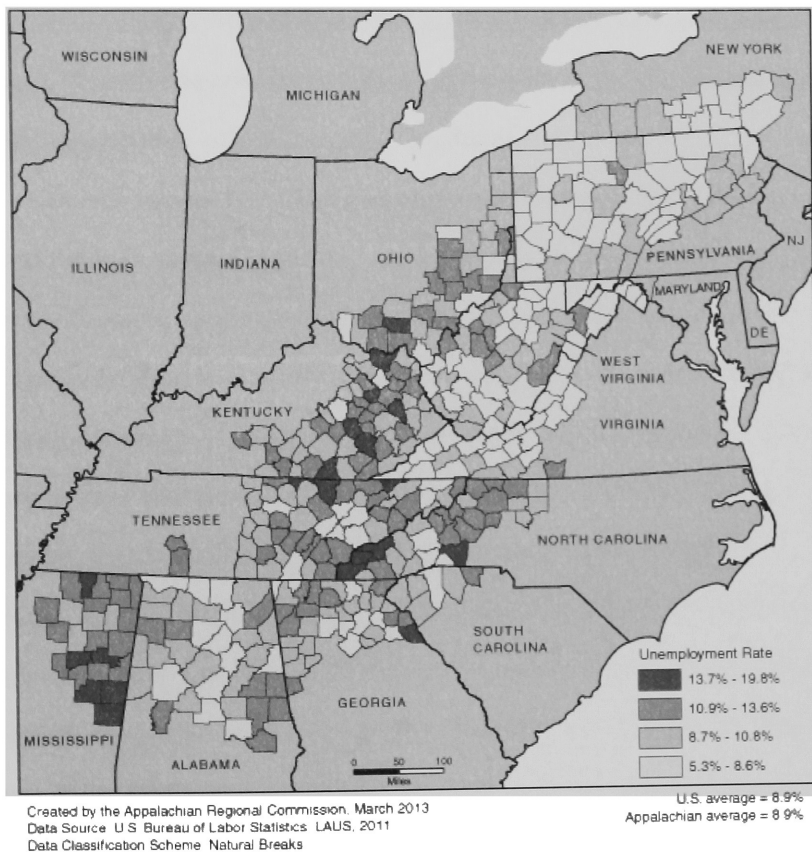 WISCONSIN
NEW YORK
MICHIGAN
ILLINOIS
INDIANA
OHIO
PENNSYLVANIA
NJ
MARYLAND
DE
WEST
VIRGINIA
KENTUCKY
VIRGINIA
TENNESSEE
NORTH CAROLINA
SOUTH
CAROLINA
MISSISSIPPI
ALABAMA
GEORGIA
0 50 100
Miles
Unemployment Rate
13.7% - 19.8%
10.9% - 13.6%
8.7% - 10.8%
5.3% - 8.6%
U.S. average = 8.9%
Appalachian average = 8.9%
Created by the Appalachian Regional Commission, March 2013
Data Source: U.S. Bureau of Labor Statistics, LAUS, 2011
Data Classification Scheme: Natural Breaks